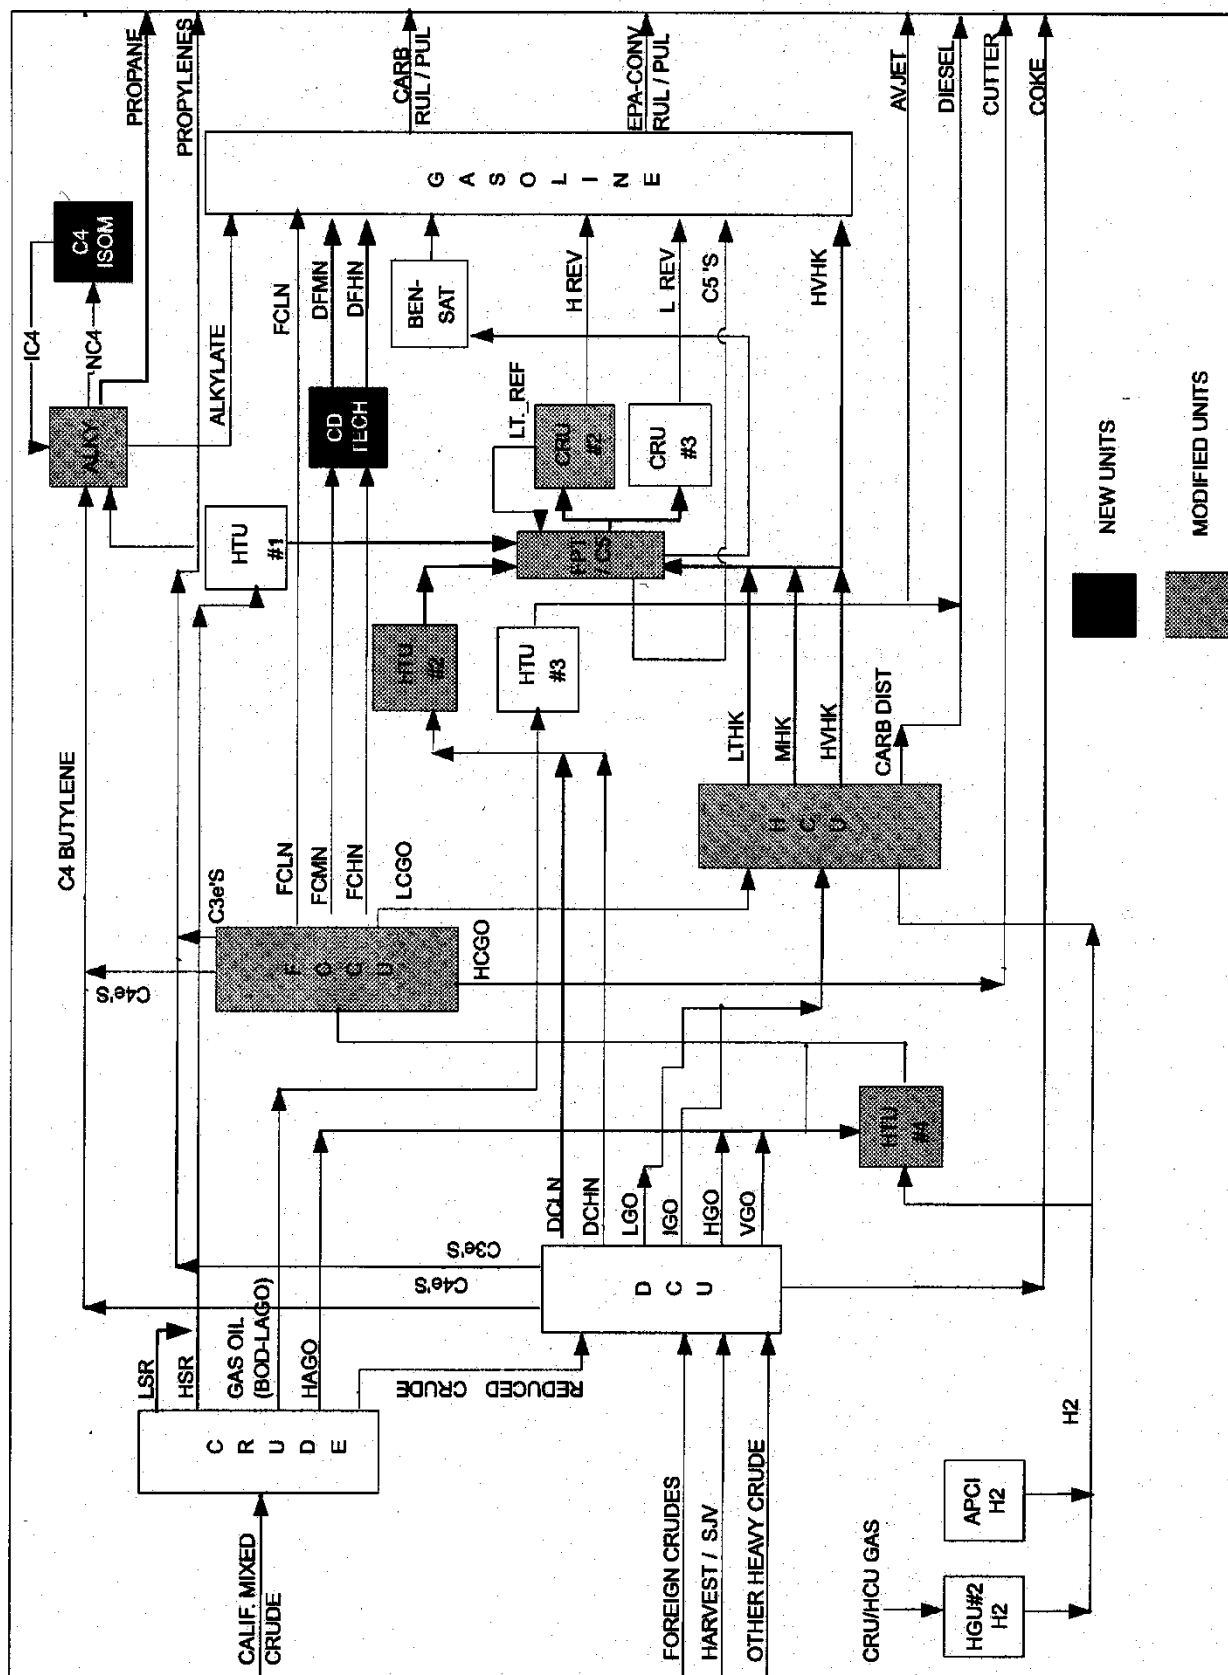 CALIF. MIXED
CRUDE
FOREIGN CRUDES
HARVEST / SJV
OTHER HEAVY CRUDE
CRU/HCU GAS
HGU#2
H2
APCI
H2
H2
C R U D E
LSR
HSR
GAS OIL
(BOD-LAGO)
HAGO
REDUCED CRUDE
D C U
C4e'S
C3e'S
DCLN
DCHN
LGO
IGO
HGO
VGO
HTU
#4
C4e'S
C3e'S
F C C U
FCLN
FCMN
FCHN
LCGO
HCGO
C4 BUTYLENE
H C U
LTHK
MHK
HVHK
CARB DIST
HTU
#1
HTU
#2
HTU
#3
FPT
/ C5
ALKY
IC4
NC4
C4
ISOM
ALKYLATE
FCLN
CD
TECH
DFMN
DFHN
LT_REF
CRU
#2
CRU
#3
BEN-
SAT
H REV
L REV
C5 'S
HVHK
G A S O L I N E
PROPANE
PROPYLENES
CARB
RUL / PUL
EPA-CONV
RUL / PUL
AVJET
DIESEL
CUTTER
COKE
NEW UNITS
MODIFIED UNITS